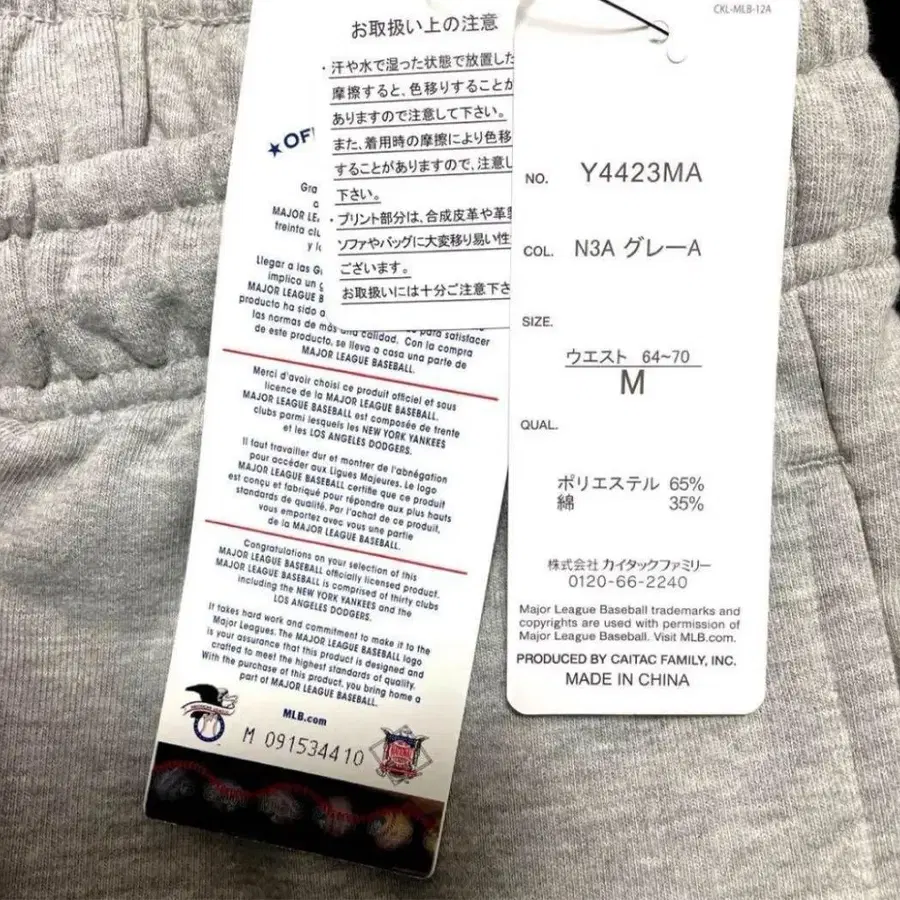 お取扱い上の注意
・汗や水で湿った状態で放置した
摩擦すると、色移りすることが
ありますので注意して下さい。
また、着用時の摩擦により色移
することがありますので、注意し
下さい。
・プリント部分は、合成皮革や革製
ソファやバッグに大変移り易い性
ございます。
お取扱いには十分ご注意下さ
★OFF
Gra
MAJOR LE
treinta clu
y lo
Llegar a las Gr
implica un g
MAJOR LEAGUE B
producto ha sido a
las normas de más alta calidad. Con la compra
para satisfacer
de este producto, se lleva a casa una parte de
MAJOR LEAGUE BASEBALL.
Merci d'avoir choisi ce produit officiel et sous
licence de la MAJOR LEAGUE BASEBALL.
MAJOR LEAGUE BASEBALL est composée de trente
clubs parmi lesquels les NEW YORK YANKEES
et les LOS ANGELES DODGERS.
Il faut travailler dur et montrer de l'abnégation
pour accéder aux Ligues Majeures. Le logo
MAJOR LEAGUE BASEBALL certifie que ce produit
est conçu et fabriqué pour répondre aux plus hauts
standards de qualité. Par l'achat de ce produit,
vous emportez avec vous une partie
de la MAJOR LEAGUE BASEBALL.
Congratulations on your selection of this
MAJOR LEAGUE BASEBALL officially licensed product.
MAJOR LEAGUE BASEBALL is comprised of thirty clubs
including the NEW YORK YANKEES and the
LOS ANGELES DODGERS.
It takes hard work and commitment to make it to the
Major Leagues. The MAJOR LEAGUE BASEBALL logo
is your assurance that this product is designed and
crafted to meet the highest standards of quality.
With the purchase of this product, you bring home a
part of MAJOR LEAGUE BASEBALL.
MLB.com
M 091534410
CKL-MLB-12A
NO. Y4423MA
COL. N3A グレーA
SIZE.
ウエスト 64~70
M
QUAL.
ポリエステル 65%
綿 35%
株式会社 カイタックファミリー
0120-66-2240
Major League Baseball trademarks and
copyrights are used with permission of
Major League Baseball. Visit MLB.com.
PRODUCED BY CAITAC FAMILY, INC.
MADE IN CHINA